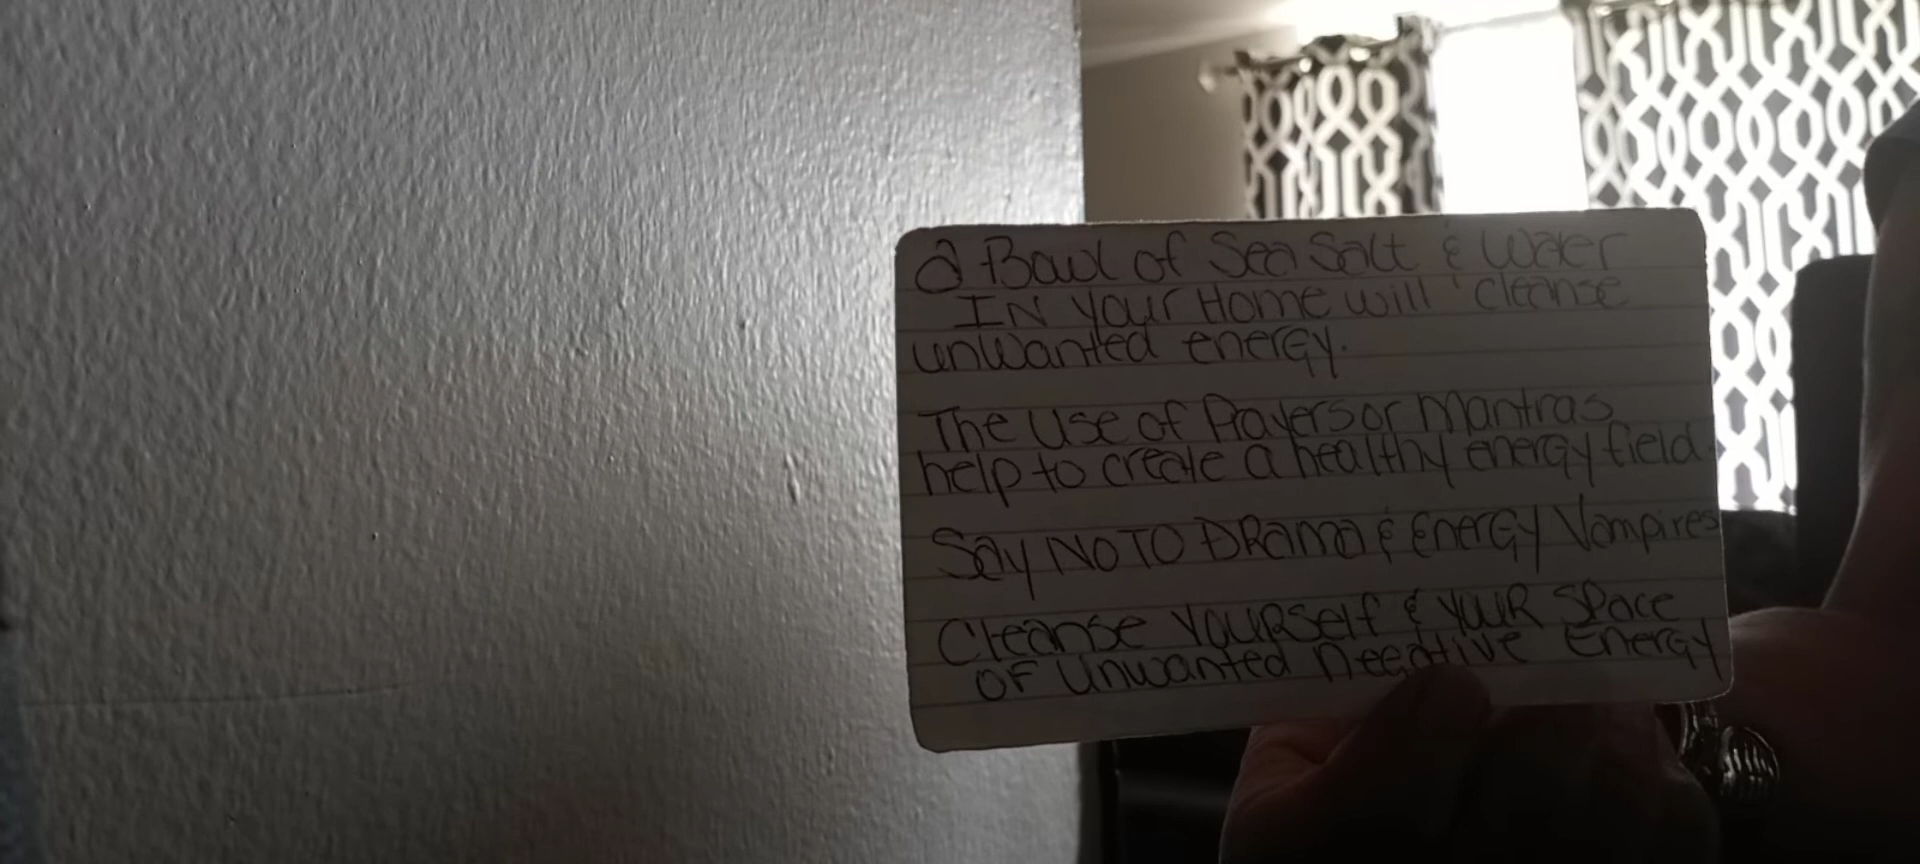 a Bowl of Sea Salt & Water
IN Your Home will cleanse
unwanted energy.
The Use of Prayers or Mantras
help to create a healthy energy field.
Say NO TO DRama & Energy Vampires
Cleanse YourSelf & YouR Space
OF Unwanted Negative Energy